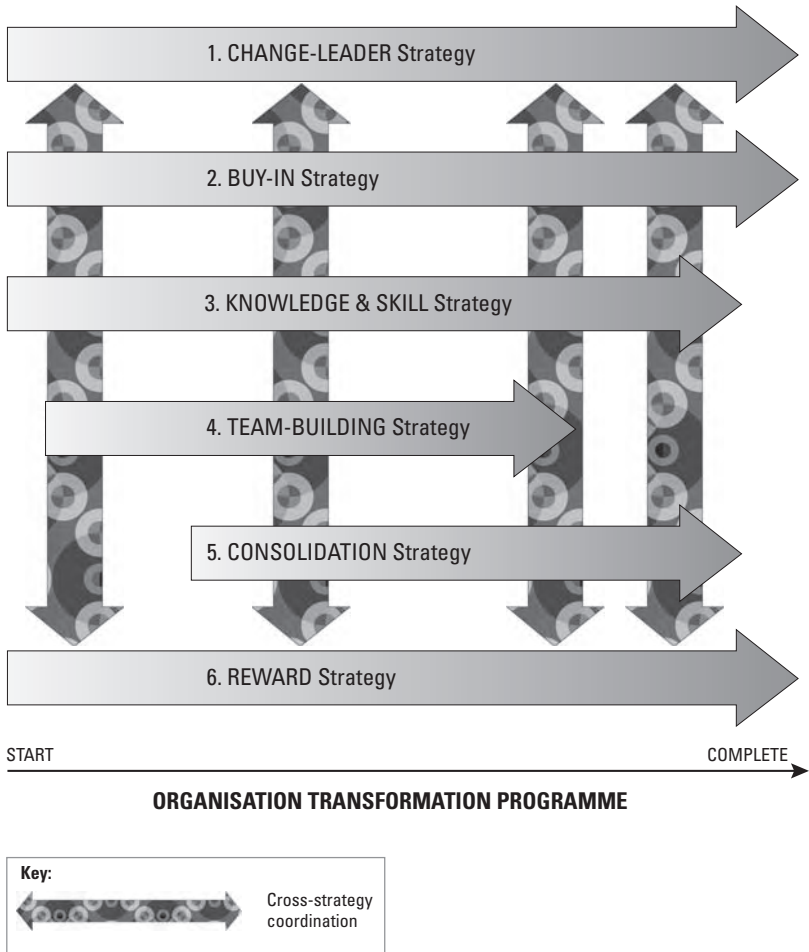 1. CHANGE-LEADER Strategy
2. BUY-IN Strategy
3. KNOWLEDGE & SKILL Strategy
4. TEAM-BUILDING Strategy
5. CONSOLIDATION Strategy
6. REWARD Strategy
START
COMPLETE
ORGANISATION TRANSFORMATION PROGRAMME
Key:
Cross-strategy
coordination